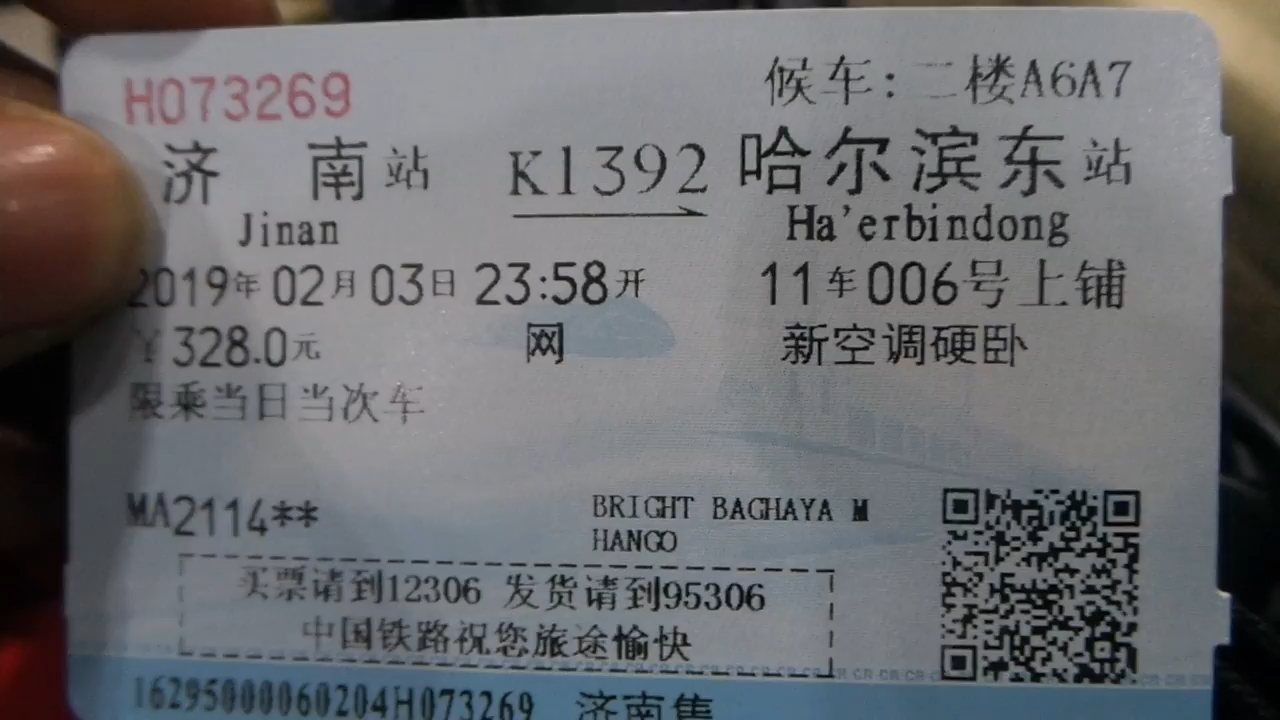 H073269
候车: 二楼A6A7
济 南 站 K1392 哈尔滨东站
Jinan Ha'erbindong
2019年02月03日 23:58开 11车006号上铺
¥328.0元 网 新空调硬卧
限乘当日当次车
MA2114** BRIGHT BAGHAYA M
HANGO
买票请到12306 发货请到95306
中国铁路祝您旅途愉快
16295000060204H073269 济南售